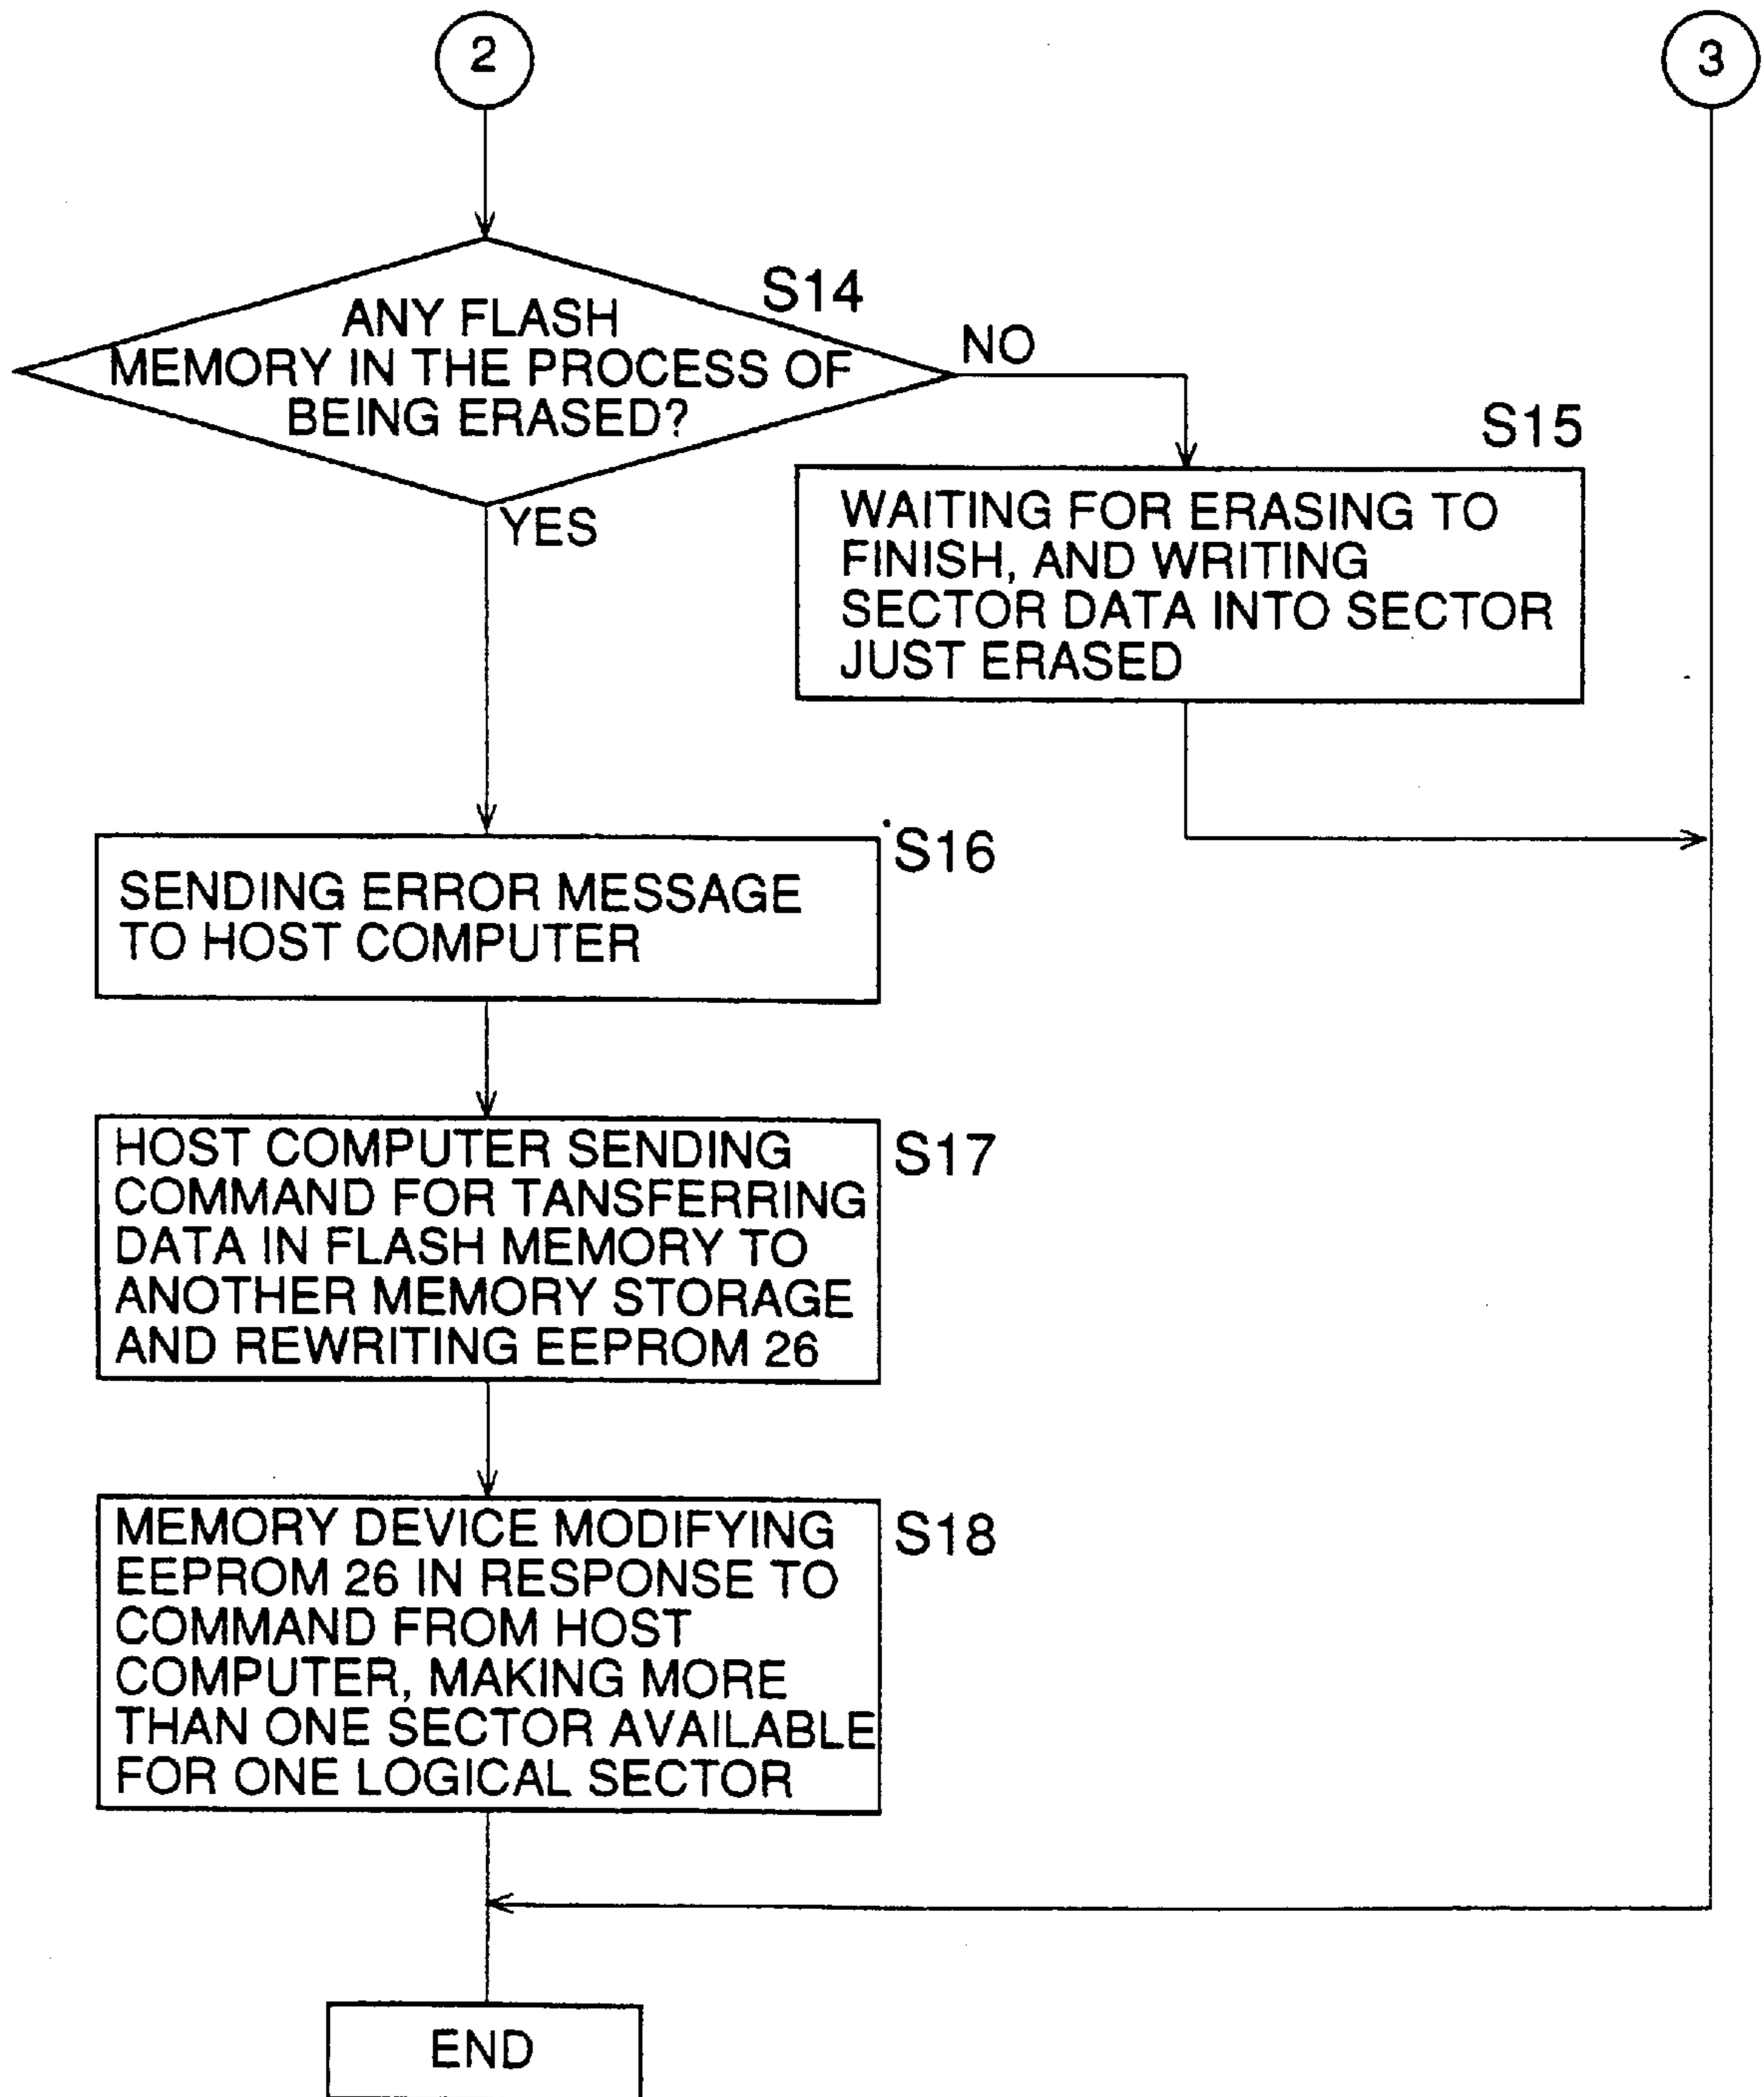 2
3
S14
ANY FLASH
MEMORY IN THE PROCESS OF
BEING ERASED?
NO
YES
S15
WAITING FOR ERASING TO
FINISH, AND WRITING
SECTOR DATA INTO SECTOR
JUST ERASED
S16
SENDING ERROR MESSAGE
TO HOST COMPUTER
S17
HOST COMPUTER SENDING
COMMAND FOR TANSFERRING
DATA IN FLASH MEMORY TO
ANOTHER MEMORY STORAGE
AND REWRITING EEPROM 26
S18
MEMORY DEVICE MODIFYING
EEPROM 26 IN RESPONSE TO
COMMAND FROM HOST
COMPUTER, MAKING MORE
THAN ONE SECTOR AVAILABLE
FOR ONE LOGICAL SECTOR
END